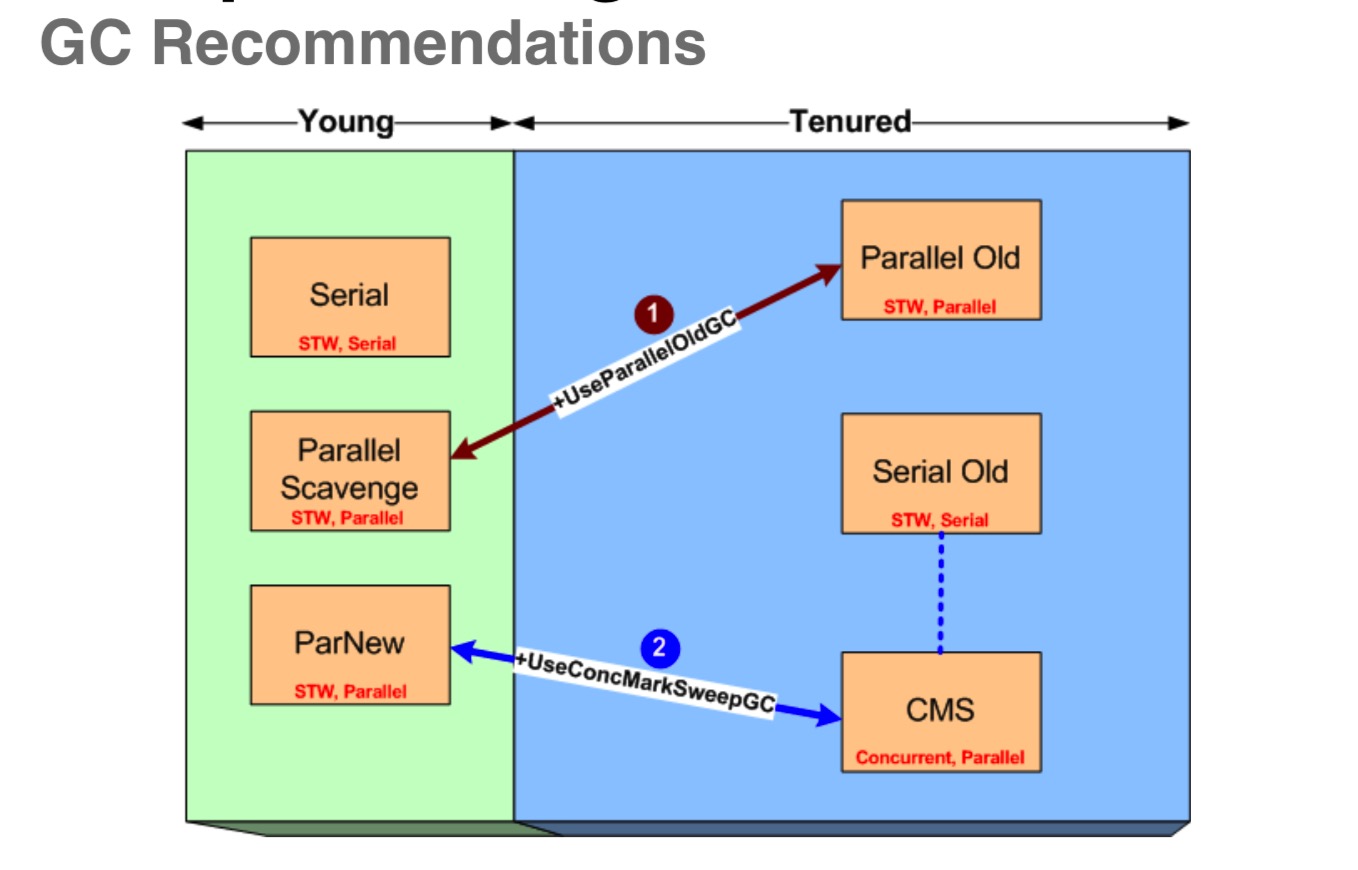 GC Recommendations
Young
Tenured
Serial
STW, Serial
Parallel
Scavenge
STW, Parallel
ParNew
STW, Parallel
1
+UseParallelOldGC
2
+UseConcMarkSweepGC
Parallel Old
STW, Parallel
Serial Old
STW, Serial
CMS
Concurrent, Parallel